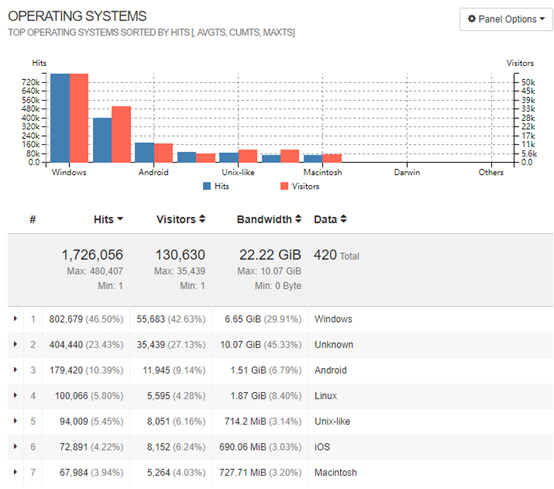 OPERATING SYSTEMS
Panel Options
TOP OPERATING SYSTEMS SORTED BY HITS [, AVGTS, CUMTS, MAXTS]
Hits Visitors
720k 50k
640k 45k
560k 39k
480k 34k
400k 28k
320k 22k
240k 17k
160k 11k
80k 5.6k
0.0 0.0
Windows Android Unix-like Macintosh Darwin Others
Hits Visitors
# Hits Visitors Bandwidth Data
1,726,056 130,630 22.22 GiB 420 Total
Max: 480,407 Max: 35,439 Max: 10.07 GiB
Min: 1 Min: 1 Min: 0 Byte
1 802,679 (46.50%) 55,683 (42.63%) 6.65 GiB (29.91%) Windows
2 404,440 (23.43%) 35,439 (27.13%) 10.07 GiB (45.33%) Unknown
3 179,420 (10.39%) 11,945 (9.14%) 1.51 GiB (6.79%) Android
4 100,066 (5.80%) 5,595 (4.28%) 1.87 GiB (8.40%) Linux
5 94,009 (5.45%) 8,051 (6.16%) 714.2 MiB (3.14%) Unix-like
6 72,891 (4.22%) 8,152 (6.24%) 690.06 MiB (3.03%) iOS
7 67,984 (3.94%) 5,264 (4.03%) 727.71 MiB (3.20%) Macintosh